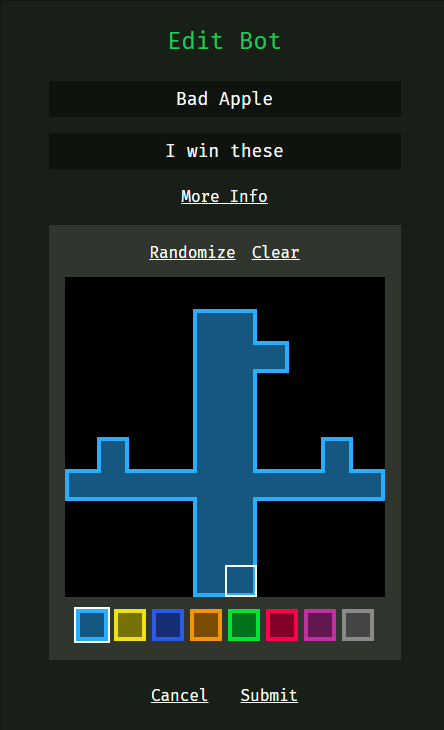 Edit Bot
Bad Apple
I win these
More Info
Randomize Clear
Cancel Submit